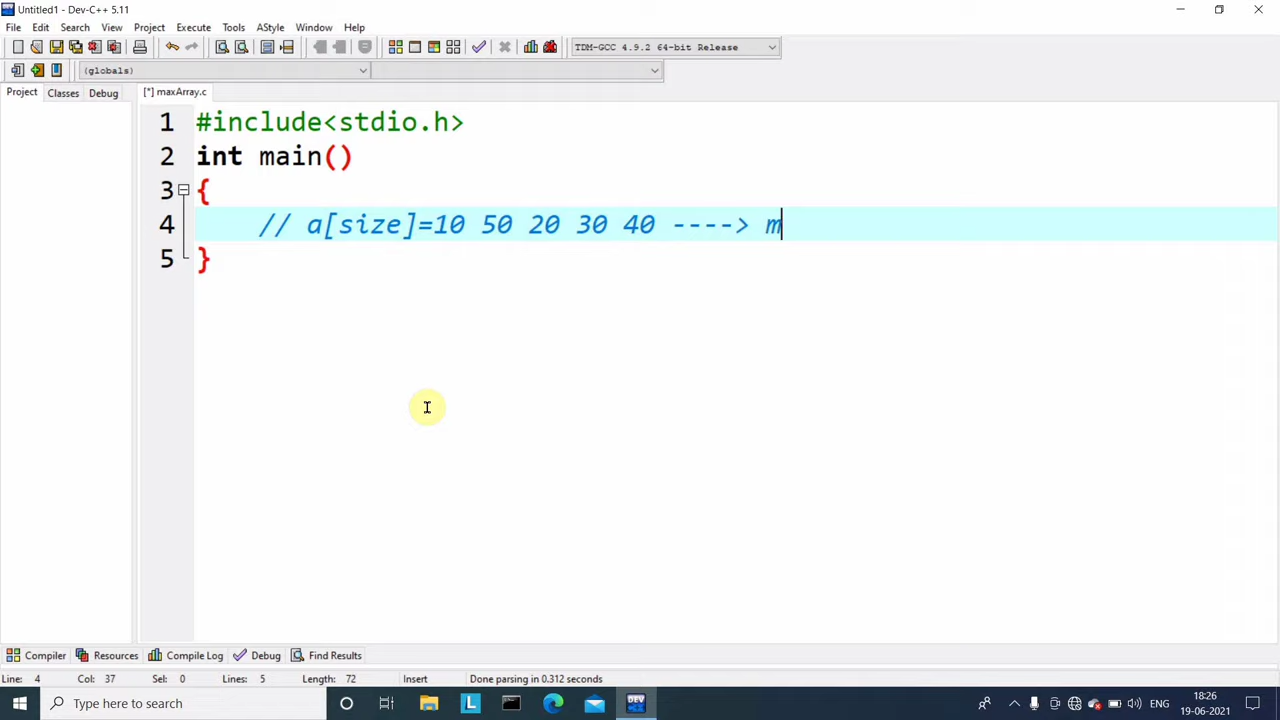 Untitled1 - Dev-C++ 5.11
File Edit Search View Project Execute Tools AStyle Window Help
TDM-GCC 4.9.2 64-bit Release
(globals)
Project Classes Debug [*] maxArray.c
1 #include<stdio.h>
2 int main()
3 {
4 // a[size]=10 50 20 30 40 ----> m
5 }
Compiler Resources Compile Log Debug Find Results
Line: 4 Col: 37 Sel: 0 Lines: 5 Length: 72 Insert Done parsing in 0.312 seconds
Type here to search L DEV ENG 18:26
19-06-2021